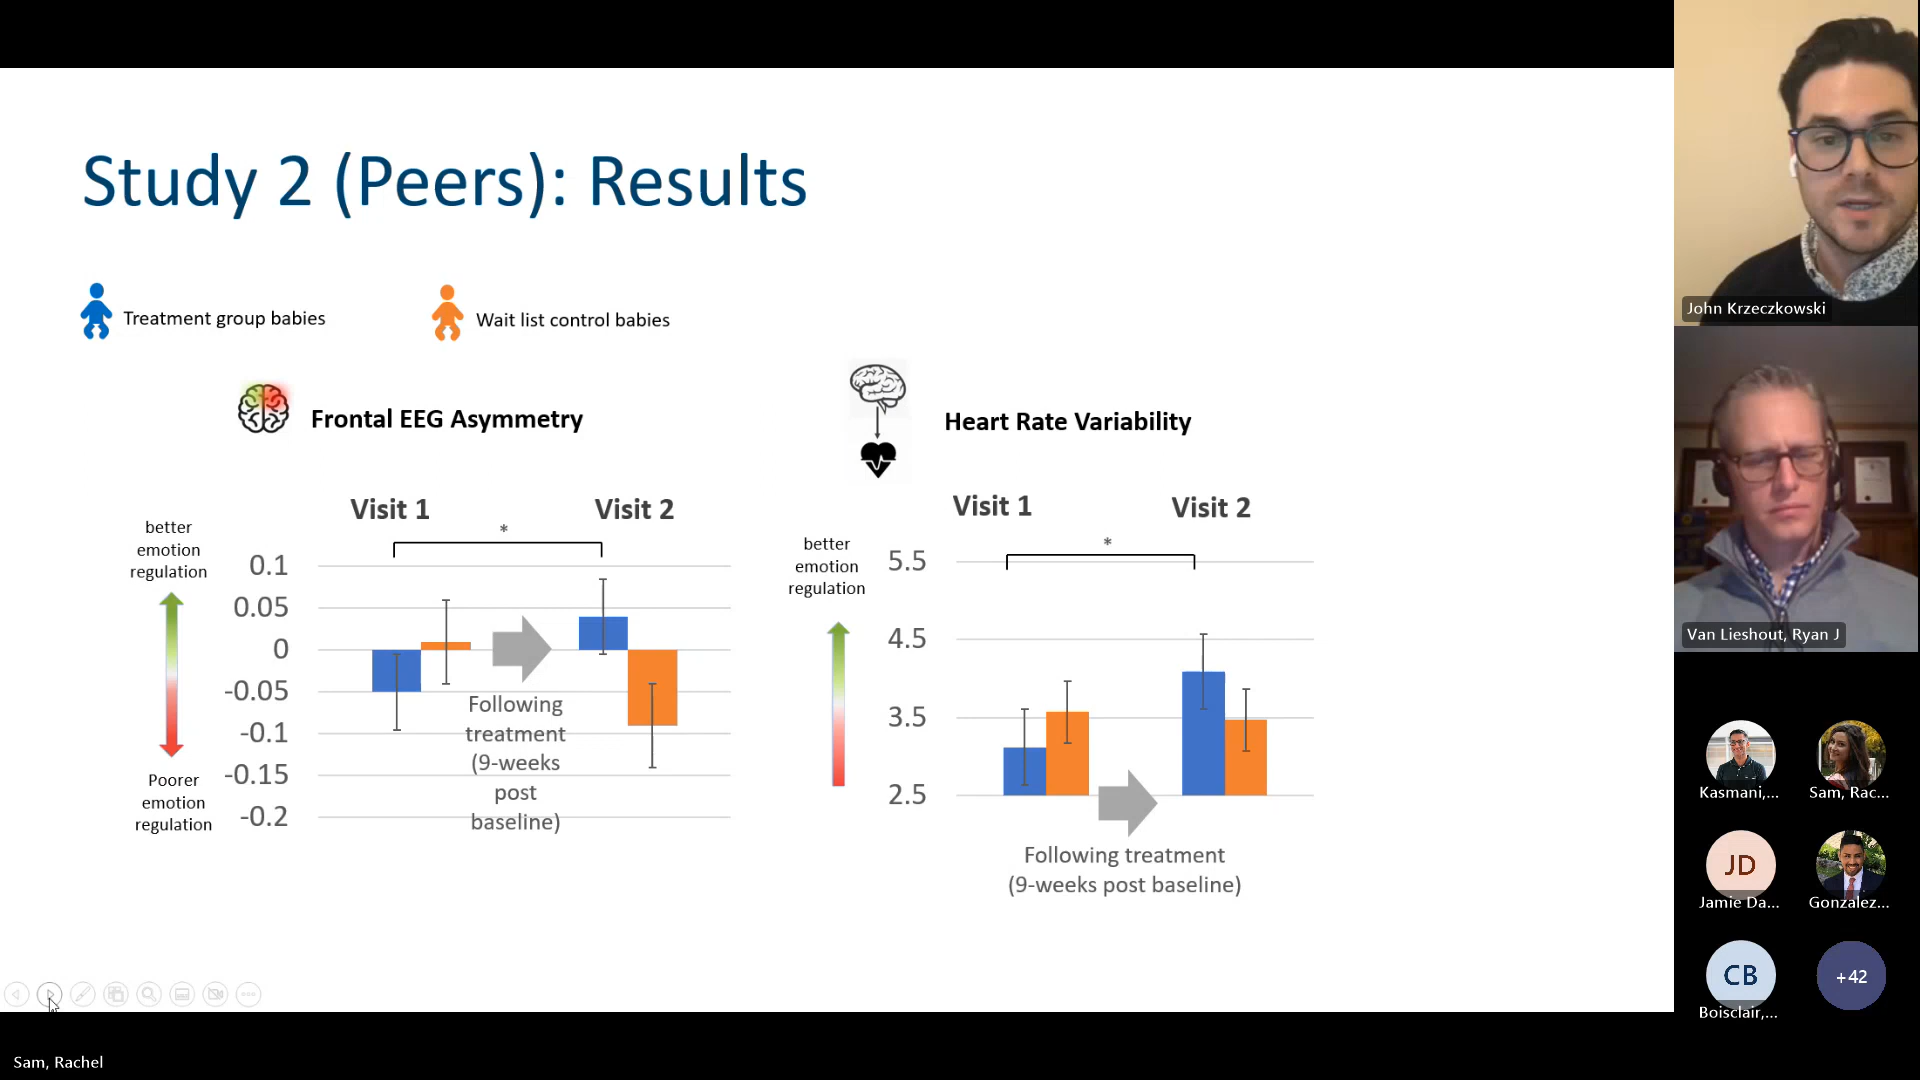 Study 2 (Peers): Results
Treatment group babies
Wait list control babies
Frontal EEG Asymmetry
Heart Rate Variability
Visit 1
Visit 2
*
better
emotion
regulation
0.1
0.05
0
-0.05
-0.1
-0.15
-0.2
Poorer
emotion
regulation
Following
treatment
(9-weeks
post
baseline)
Visit 1
Visit 2
*
better
emotion
regulation
5.5
4.5
3.5
2.5
Following treatment
(9-weeks post baseline)
John Krzeczkowski
Van Lieshout, Ryan J
Kasmani,...
Sam, Rac...
JD
Jamie Da...
Gonzalez...
CB
Boisclair,...
+42
Sam, Rachel